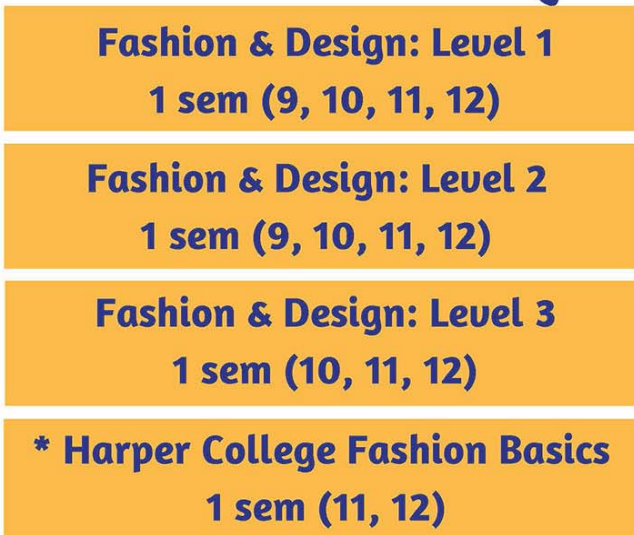 Fashion & Design: Level 1
1 sem (9, 10, 11, 12)
Fashion & Design: Level 2
1 sem (9, 10, 11, 12)
Fashion & Design: Level 3
1 sem (10, 11, 12)
* Harper College Fashion Basics
1 sem (11, 12)